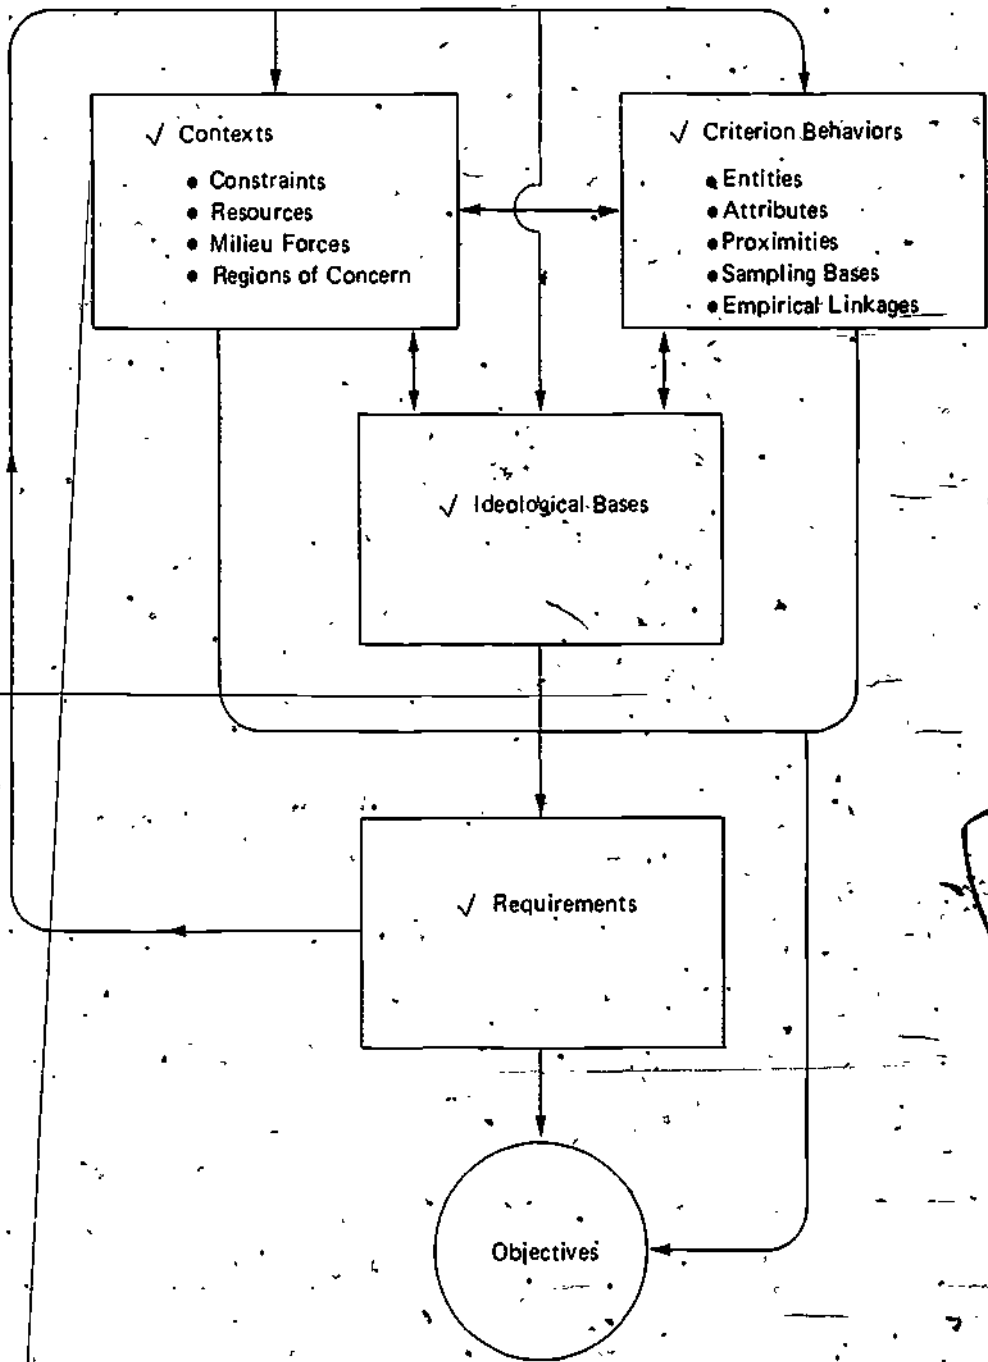 √ Contexts
• Constraints
• Resources
• Milieu Forces
• Regions of Concern
√ Criterion Behaviors
• Entities
• Attributes
• Proximities
• Sampling Bases
• Empirical Linkages
√ Ideological Bases
√ Requirements
Objectives